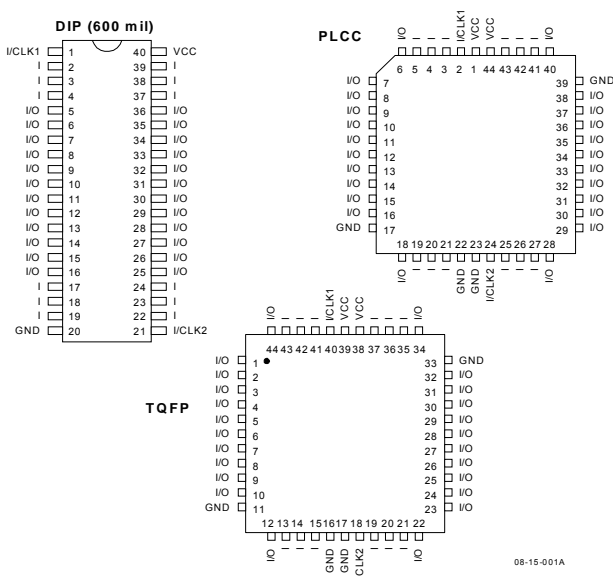 DIP (600 mil)
I/CLK1 1 40 VCC
I 2 39 I
I 3 38 I
I 4 37 I
I/O 5 36 I/O
I/O 6 35 I/O
I/O 7 34 I/O
I/O 8 33 I/O
I/O 9 32 I/O
I/O 10 31 I/O
I/O 11 30 I/O
I/O 12 29 I/O
I/O 13 28 I/O
I/O 14 27 I/O
I/O 15 26 I/O
I/O 16 25 I/O
I 17 24 I
I 18 23 I
I 19 22 I
GND 20 21 I/CLK2
PLCC
I/O I I I I/CLK1 VCC VCC I I I I/O
6 5 4 3 2 1 44 43 42 41 40
I/O 7 39 GND
I/O 8 38 I/O
I/O 9 37 I/O
I/O 10 36 I/O
I/O 11 35 I/O
I/O 12 34 I/O
I/O 13 33 I/O
I/O 14 32 I/O
I/O 15 31 I/O
I/O 16 30 I/O
GND 17 29 I/O
18 19 20 21 22 23 24 25 26 27 28
I/O I I I GND GND I/CLK2 I I I I/O
TQFP
I/O I I I I/CLK1 VCC VCC I I I I/O
44 43 42 41 40 39 38 37 36 35 34
I/O 1 33 GND
I/O 2 32 I/O
I/O 3 31 I/O
I/O 4 30 I/O
I/O 5 29 I/O
I/O 6 28 I/O
I/O 7 27 I/O
I/O 8 26 I/O
I/O 9 25 I/O
I/O 10 24 I/O
GND 11 23 I/O
12 13 14 15 16 17 18 19 20 21 22
I/O I I I GND GND CLK2 I I I I/O
08-15-001A